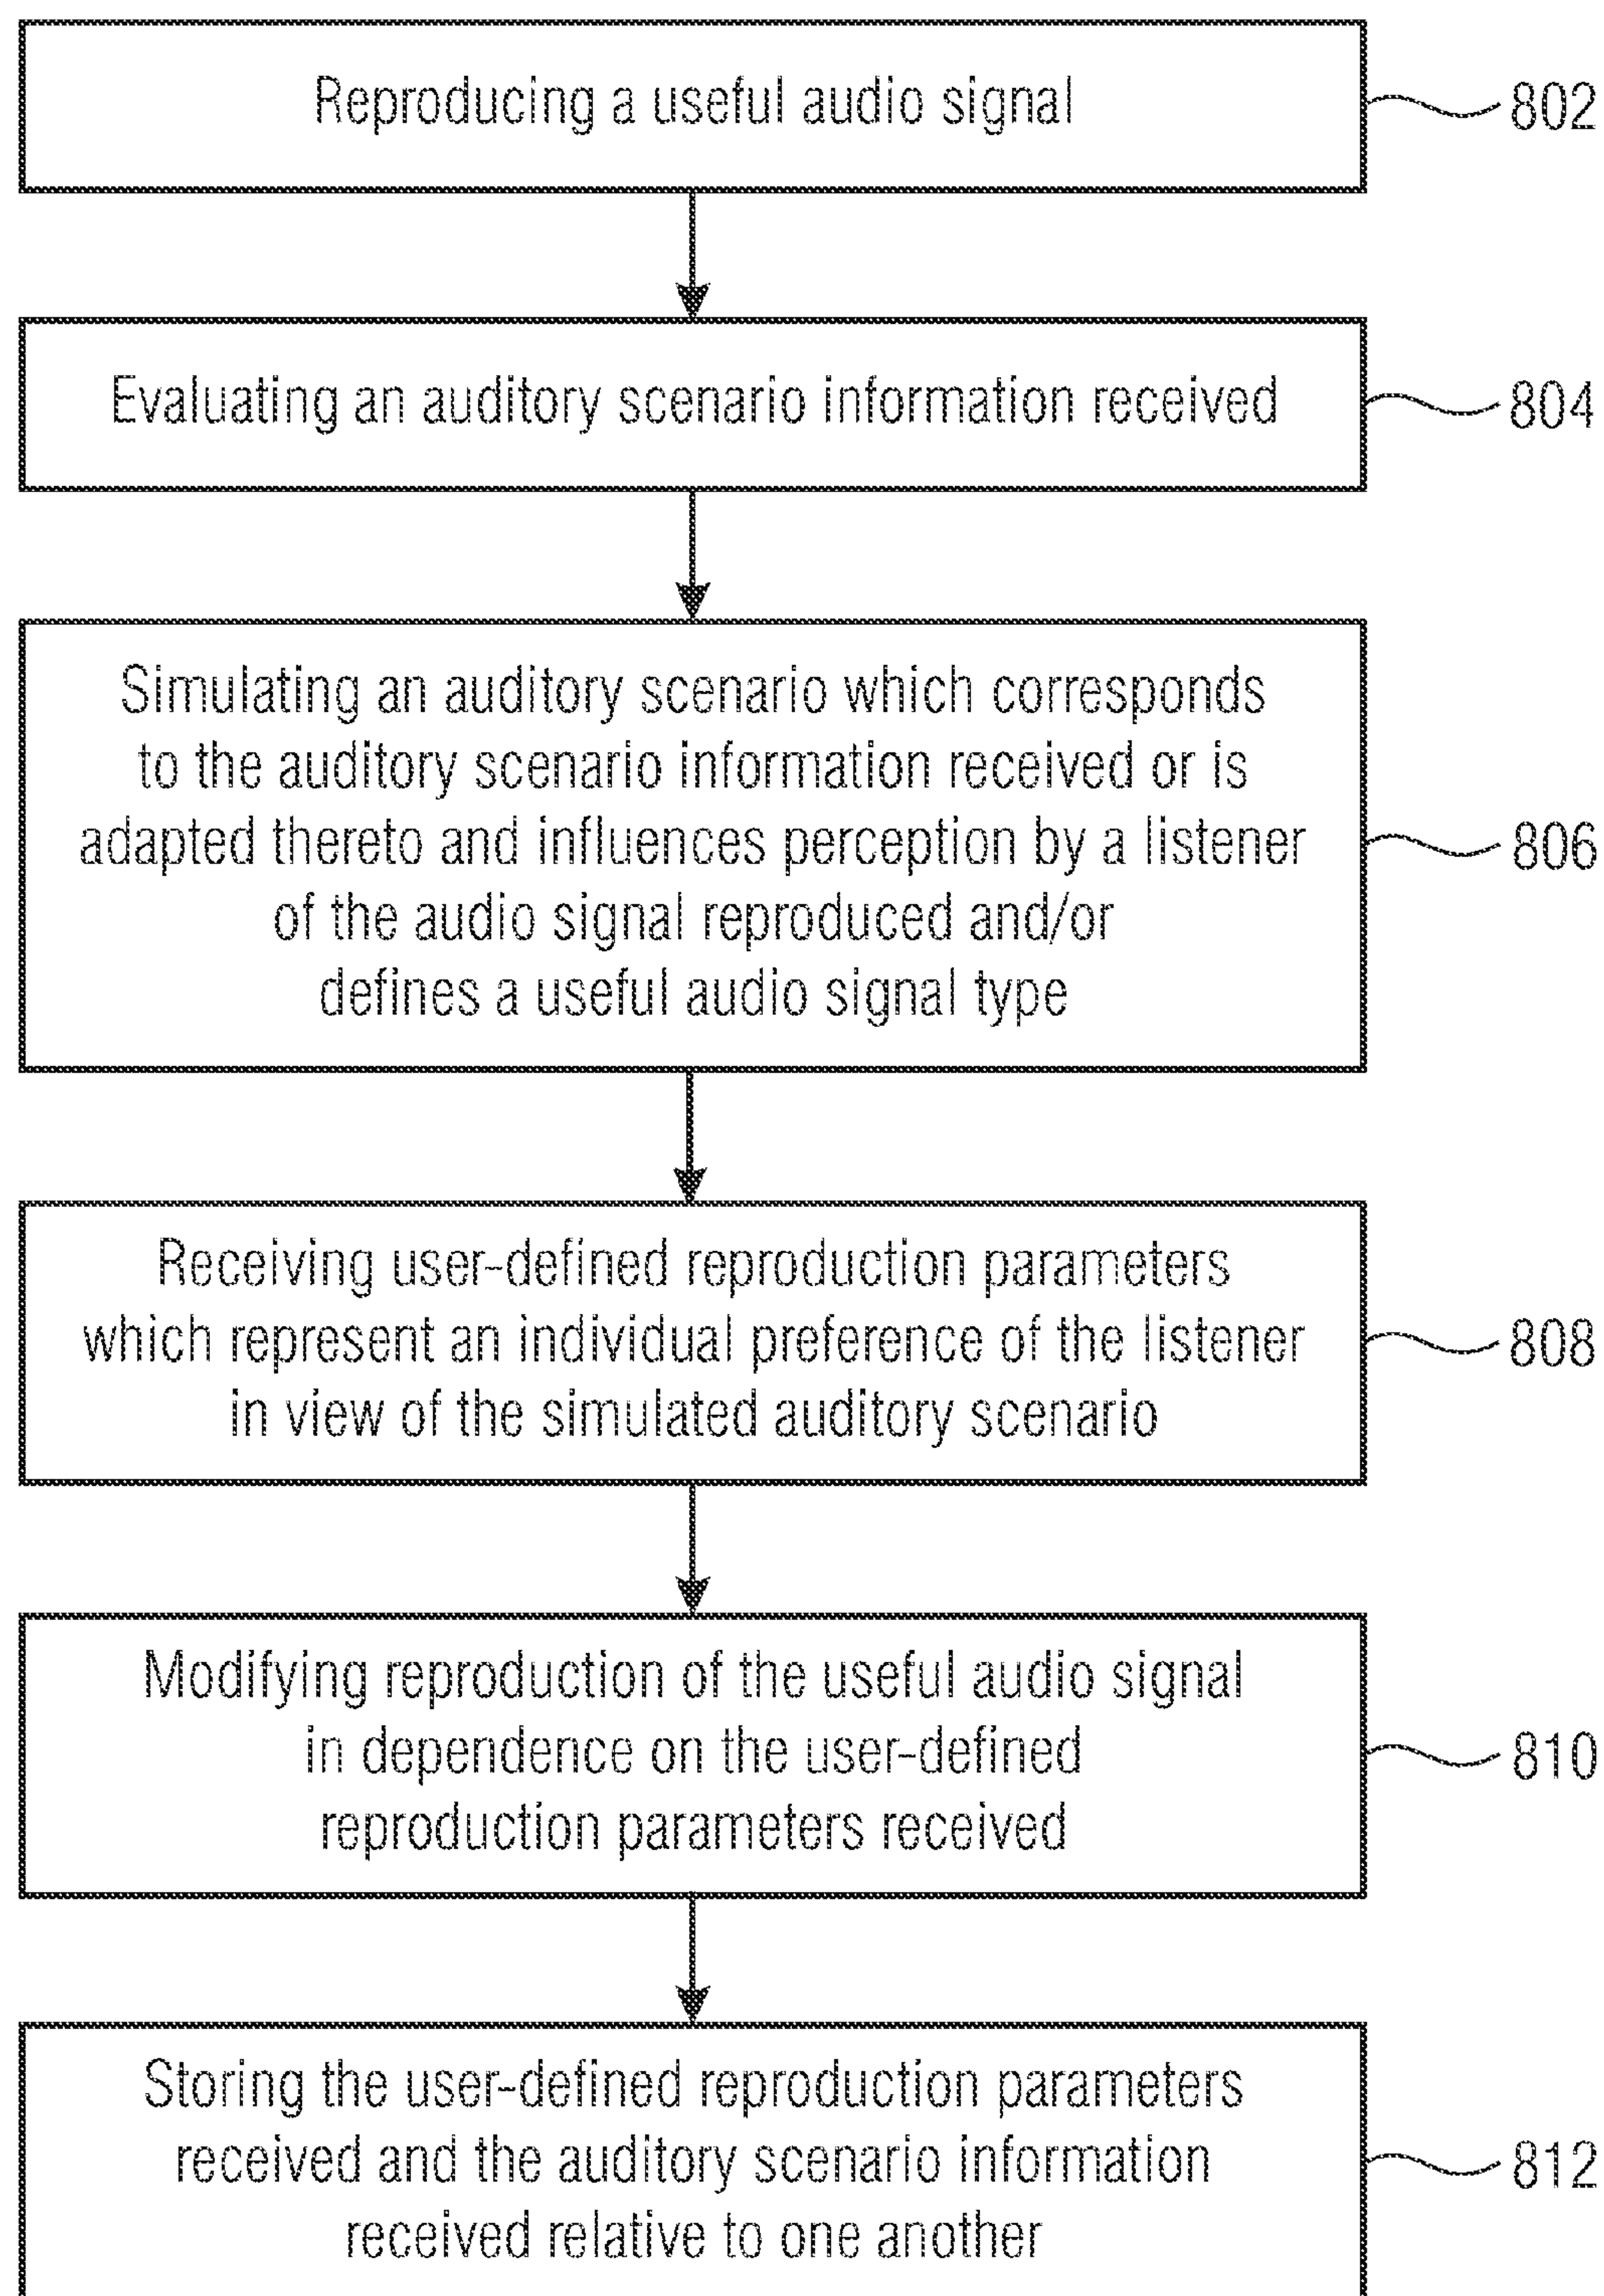 Reproducing a useful audio signal
802
Evaluating an auditory scenario information received
804
Simulating an auditory scenario which corresponds
to the auditory scenario information received or is
adapted thereto and influences perception by a listener
of the audio signal reproduced and/or
defines a useful audio signal type
806
Receiving user-defined reproduction parameters
which represent an individual preference of the listener
in view of the simulated auditory scenario
808
Modifying reproduction of the useful audio signal
in dependence on the user-defined
reproduction parameters received
810
Storing the user-defined reproduction parameters
received and the auditory scenario information
received relative to one another
812